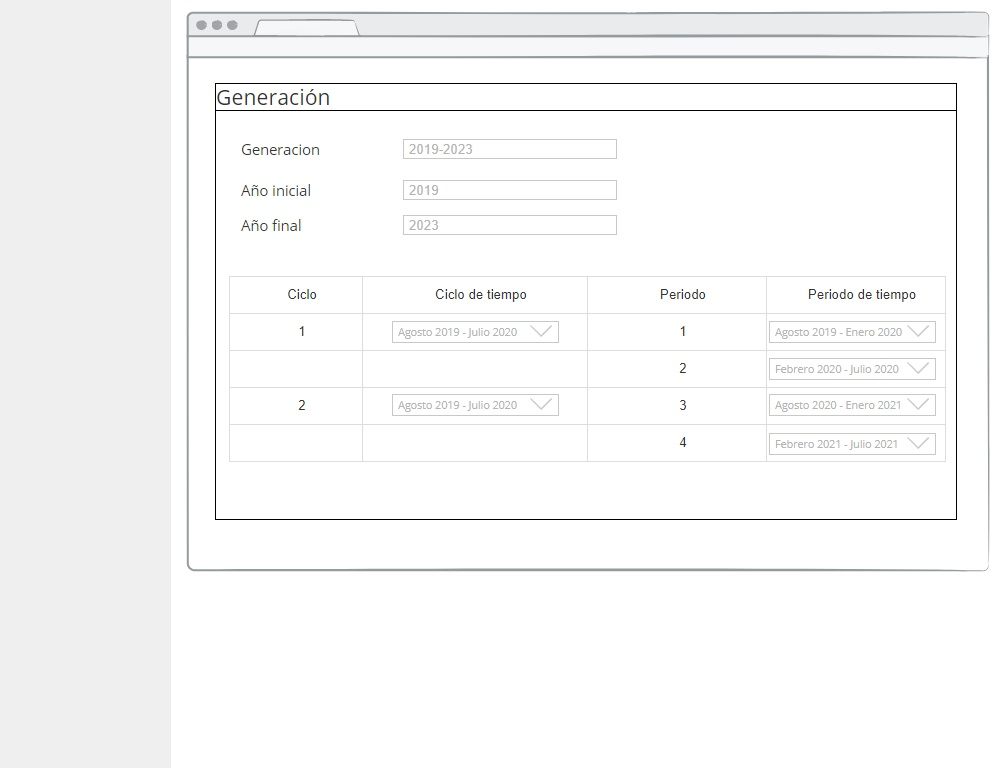 Generación
Generacion 2019-2023
Año inicial 2019
Año final 2023
Ciclo Ciclo de tiempo Periodo Periodo de tiempo
1 Agosto 2019 - Julio 2020 1 Agosto 2019 - Enero 2020
2 Febrero 2020 - Julio 2020
2 Agosto 2019 - Julio 2020 3 Agosto 2020 - Enero 2021
4 Febrero 2021 - Julio 2021